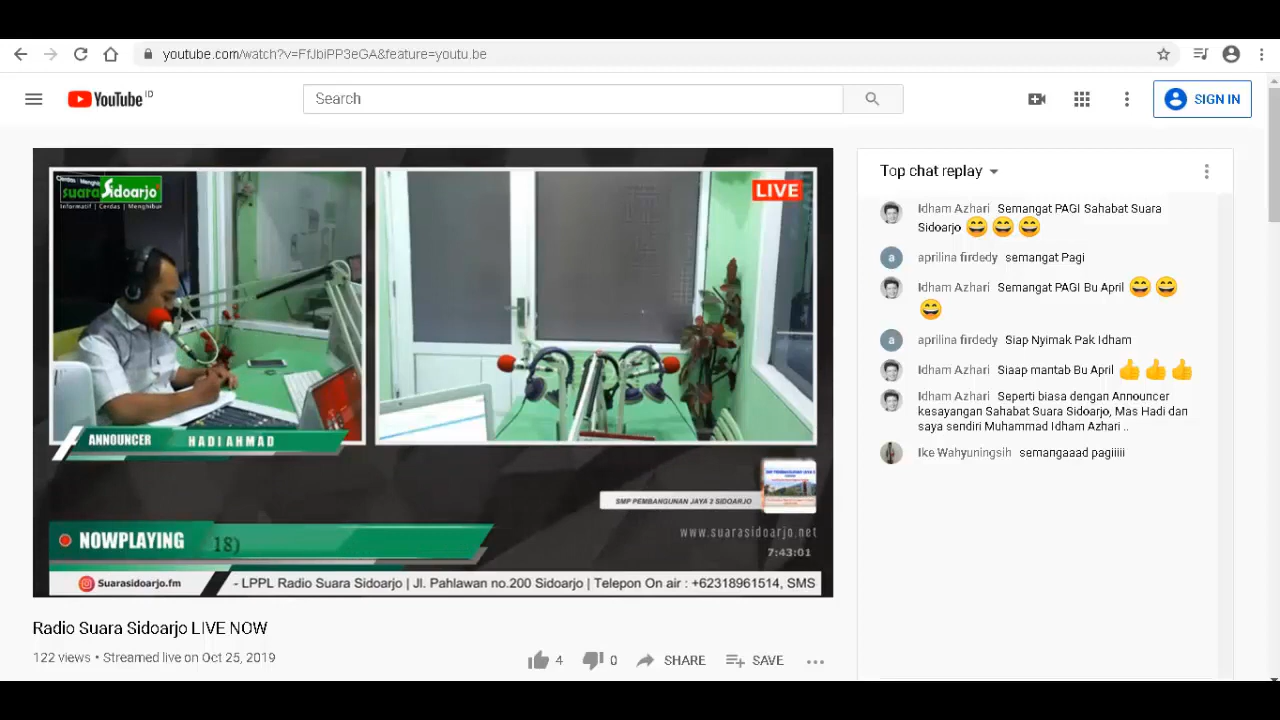 youtube.com/watch?v=FfJbiPP3eGA&feature=youtu.be
YouTube ID
Search
SIGN IN
Cerdas | Menghi
suara Sidoarjo
Informatif | Cerdas | Menghibur
LIVE
ANNOUNCER HADI AHMAD
SMP PEMBANGUNAN JAYA 2 SIDOARJO
www.suarasidoarjo.net
NOWPLAYING 18)
7:43:01
Suarasidoarjo.fm - LPPL Radio Suara Sidoarjo | Jl. Pahlawan no.200 Sidoarjo | Telepon On air : +62318961514, SMS
Radio Suara Sidoarjo LIVE NOW
122 views • Streamed live on Oct 25, 2019
4 0 SHARE SAVE
Top chat replay
Idham Azhari Semangat PAGI Sahabat Suara
Sidoarjo 😄😄😄
aprilina firdedy semangat Pagi
Idham Azhari Semangat PAGI Bu April 😄😄
😄
aprilina firdedy Siap Nyimak Pak Idham
Idham Azhari Siaap mantab Bu April 👍👍👍
Idham Azhari Seperti biasa dengan Announcer
kesayangan Sahabat Suara Sidoarjo, Mas Hadi dan
saya sendiri Muhammad Idham Azhari ..
Ike Wahyuningsih semangaaad pagiiiii